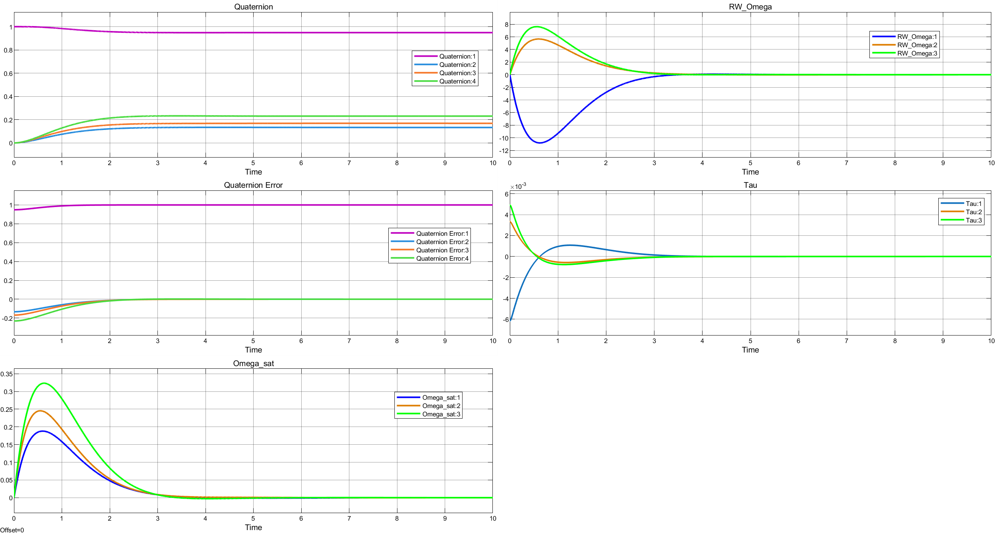 Quaternion
1
0.8
0.6
0.4
0.2
0
Quaternion:1
Quaternion:2
Quaternion:3
Quaternion:4
0 1 2 3 4 5 6 7 8 9 10
Time
RW_Omega
8
6
4
2
0
-2
-4
-6
-8
-10
-12
RW_Omega:1
RW_Omega:2
RW_Omega:3
0 1 2 3 4 5 6 7 8 9 10
Time
Quaternion Error
1
0.8
0.6
0.4
0.2
0
-0.2
Quaternion Error:1
Quaternion Error:2
Quaternion Error:3
Quaternion Error:4
0 1 2 3 4 5 6 7 8 9 10
Time
Tau
×10-3
6
4
2
0
-2
-4
-6
Tau:1
Tau:2
Tau:3
0 1 2 3 4 5 6 7 8 9 10
Time
Omega_sat
0.35
0.3
0.25
0.2
0.15
0.1
0.05
0
Omega_sat:1
Omega_sat:2
Omega_sat:3
0 1 2 3 4 5 6 7 8 9 10
Time
Offset=0